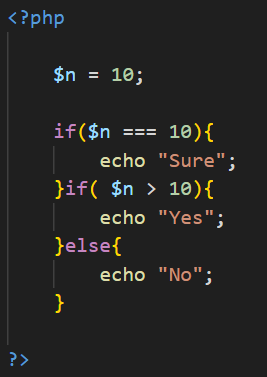 <?php
$n = 10;
if($n === 10){
echo "Sure";
}if( $n > 10){
echo "Yes";
}else{
echo "No";
}
?>